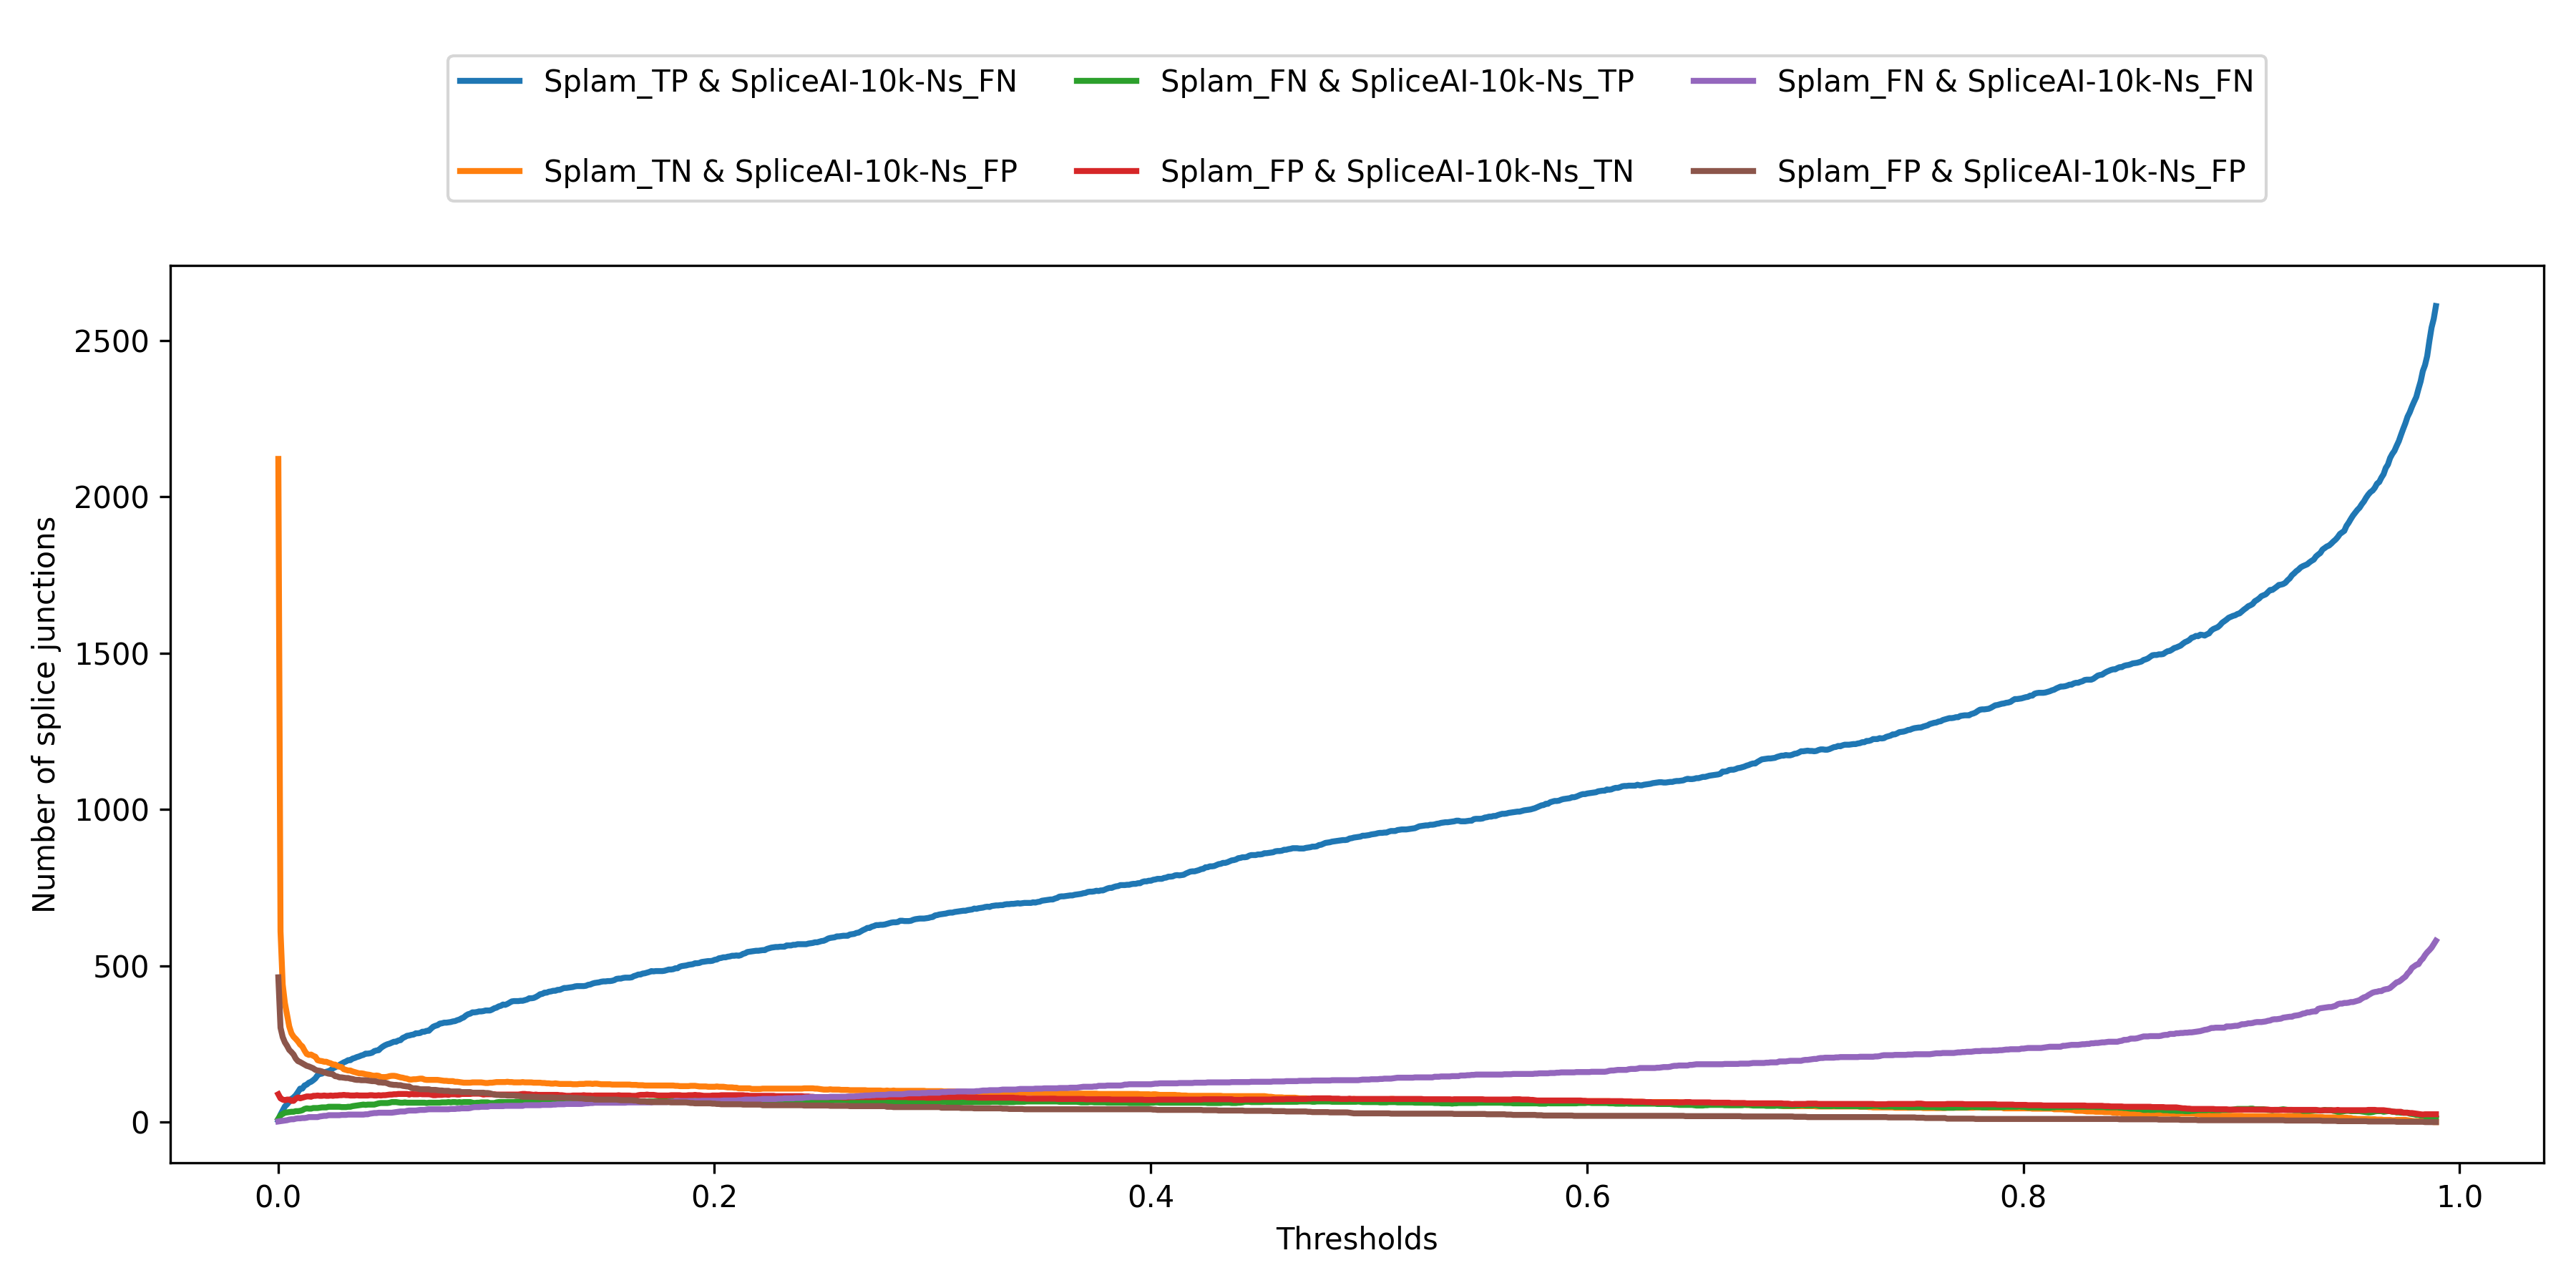 Splam_TP & SpliceAI-10k-Ns_FN Splam_FN & SpliceAI-10k-Ns_TP Splam_FN & SpliceAI-10k-Ns_FN
Splam_TN & SpliceAI-10k-Ns_FP Splam_FP & SpliceAI-10k-Ns_TN Splam_FP & SpliceAI-10k-Ns_FP
Number of splice junctions
2500
2000
1500
1000
500
0
0.0 0.2 0.4 0.6 0.8 1.0
Thresholds